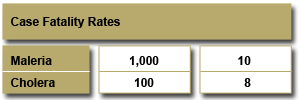 Case Fatality Rates
Maleria 1,000 10
Cholera 100 8